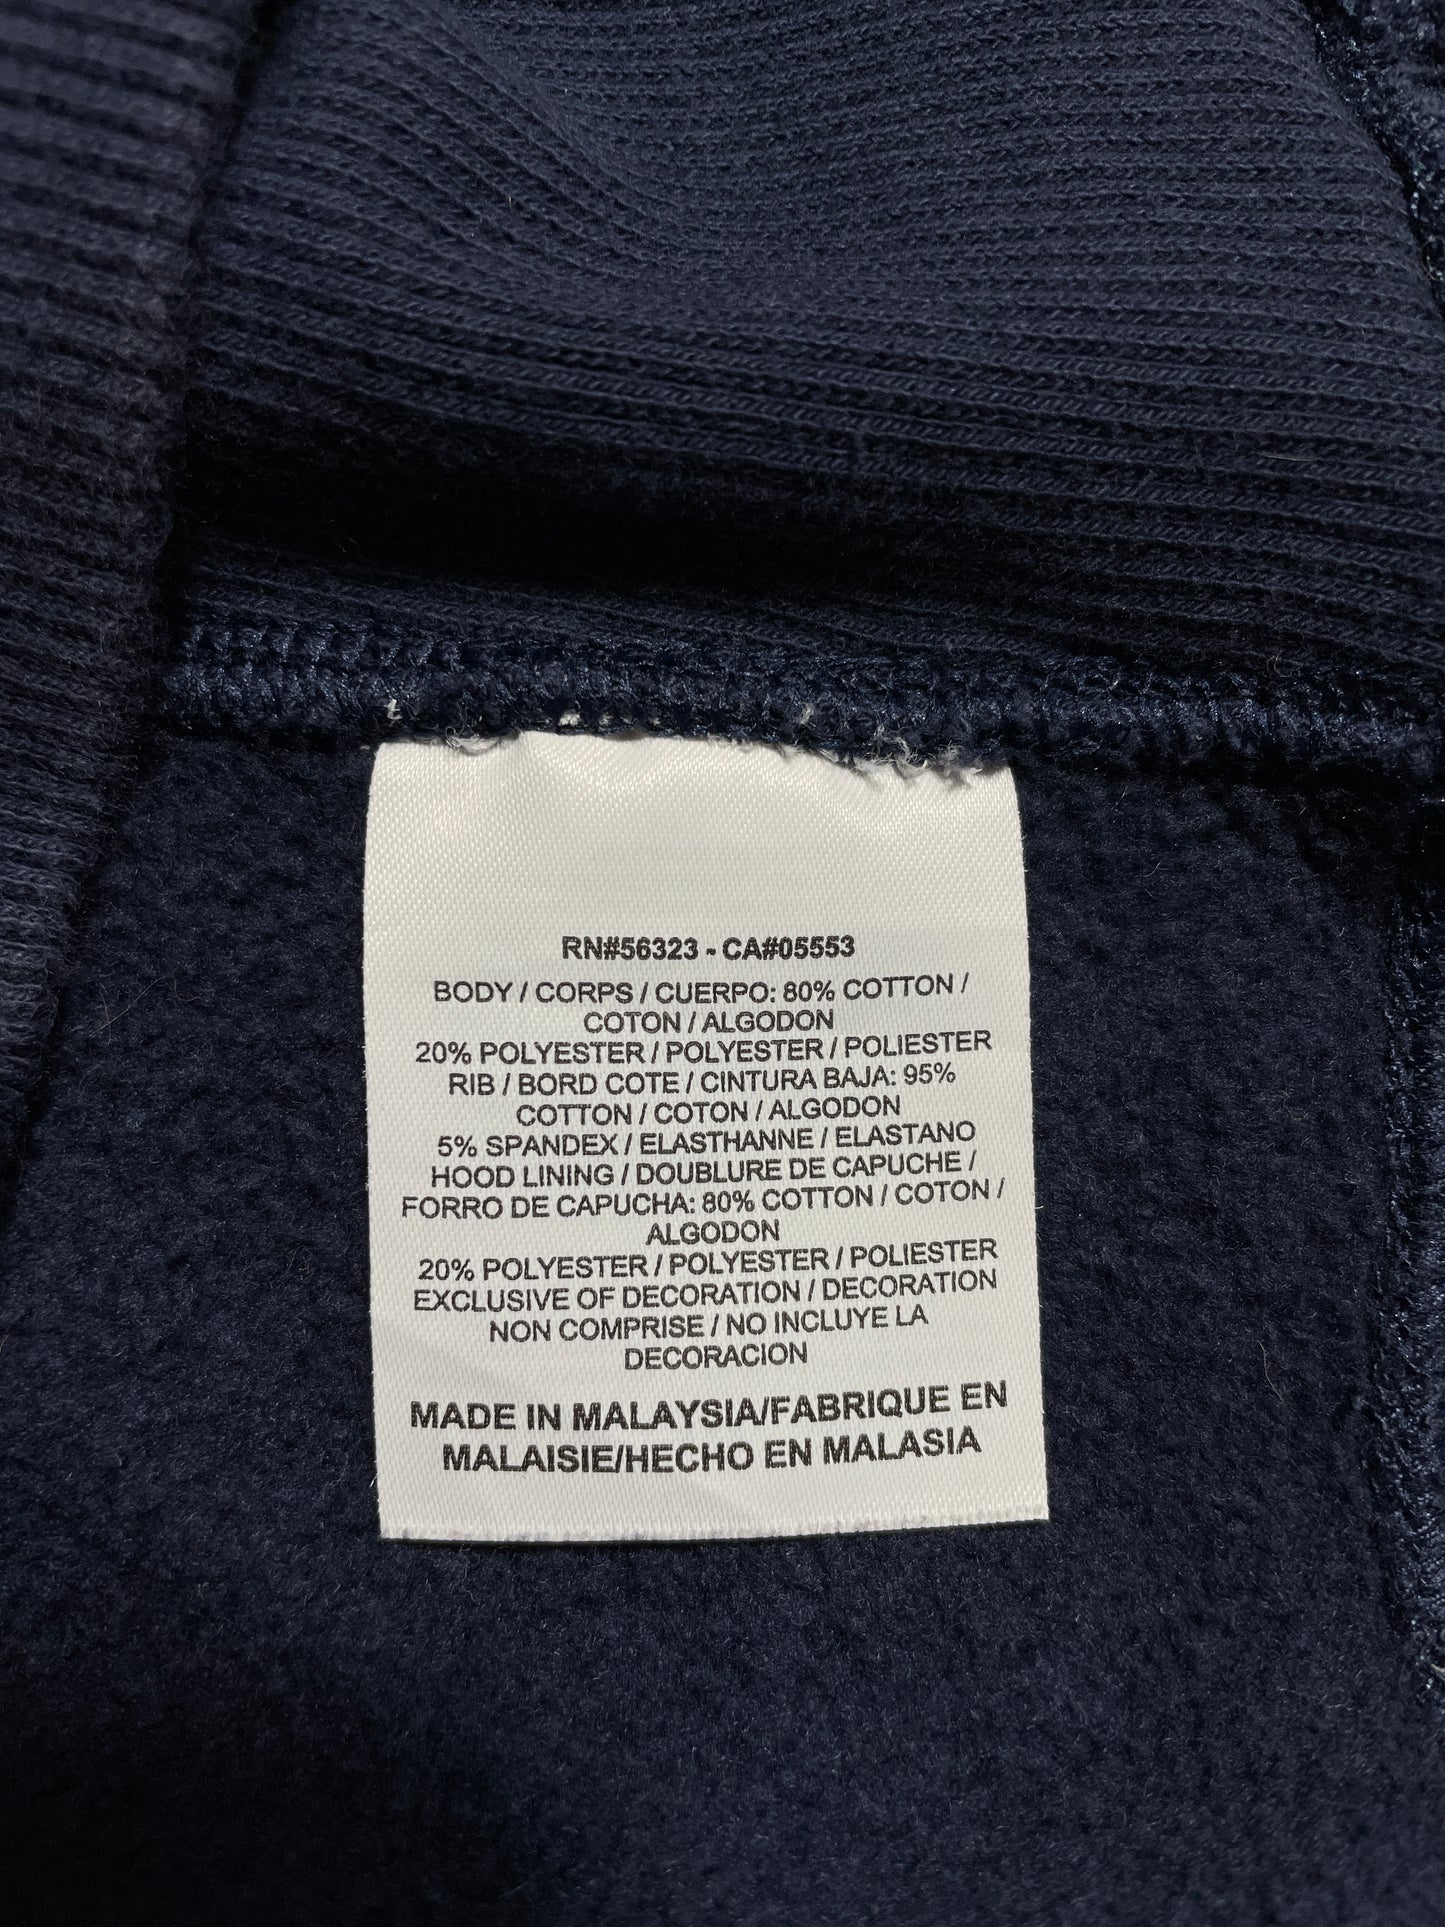 RN#56323 - CA#05553
BODY / CORPS / CUERPO: 80% COTTON /
COTON / ALGODON
20% POLYESTER / POLYESTER / POLIESTER
RIB / BORD COTE / CINTURA BAJA: 95%
COTTON / COTON / ALGODON
5% SPANDEX / ELASTHANNE / ELASTANO
HOOD LINING / DOUBLURE DE CAPUCHE /
FORRO DE CAPUCHA: 80% COTTON / COTON /
ALGODON
20% POLYESTER / POLYESTER / POLIESTER
EXCLUSIVE OF DECORATION / DECORATION
NON COMPRISE / NO INCLUYE LA
DECORACION
MADE IN MALAYSIA/FABRIQUE EN
MALAISIE/HECHO EN MALASIA